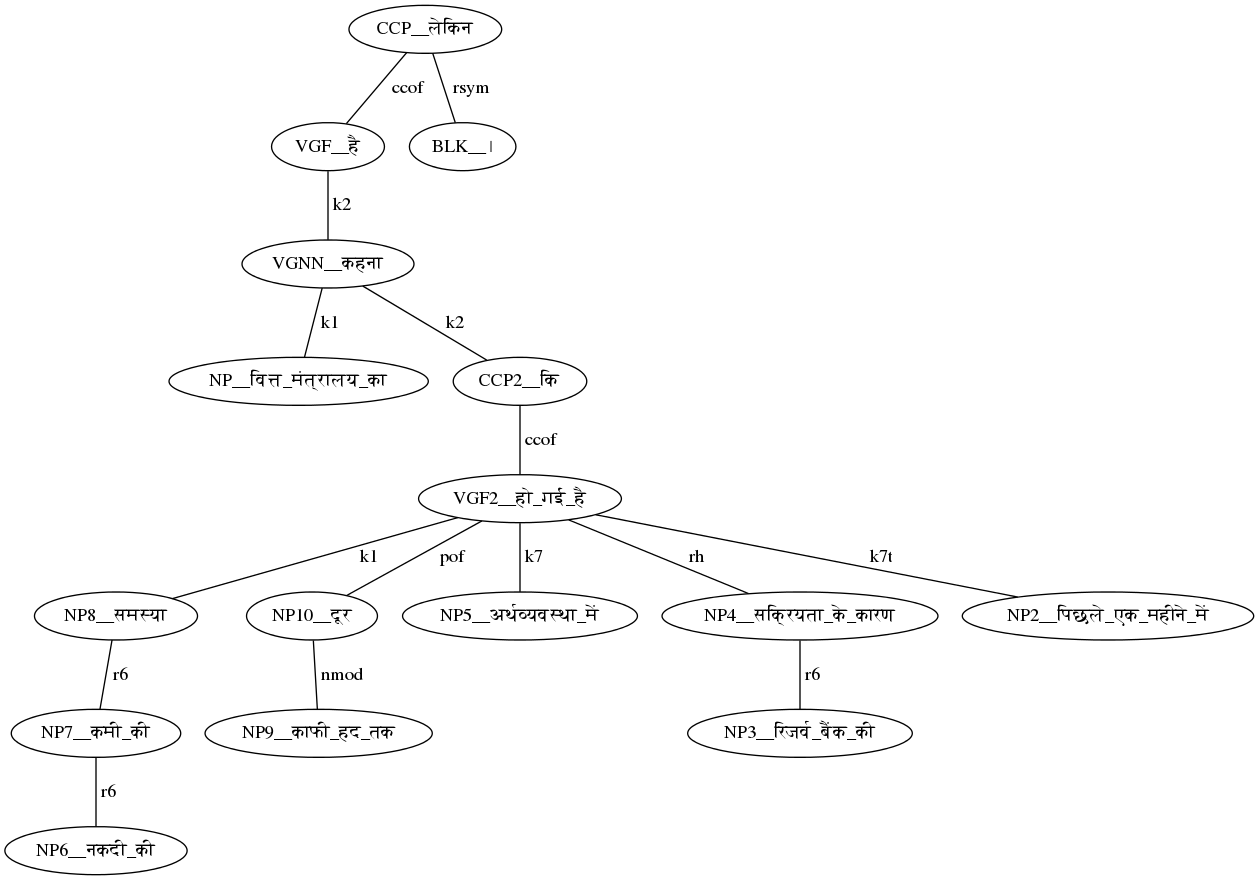 CCP__लेकिन
ccof rsym
VGF__है BLK__।
k2
VGNN__कहना
k1 k2
NP__वित्त_मंत्रालय_का CCP2__कि
ccof
VGF2__हो_गई_है
k1 pof k7 rh k7t
NP8__समस्या NP10__दूर NP5__अर्थव्यवस्था_में NP4__सक्रियता_के_कारण NP2__पिछले_एक_महीने_में
r6 nmod r6
NP7__कमी_की NP9__काफी_हद_तक NP3__रिजर्व_बैंक_की
r6
NP6__नकदी_की